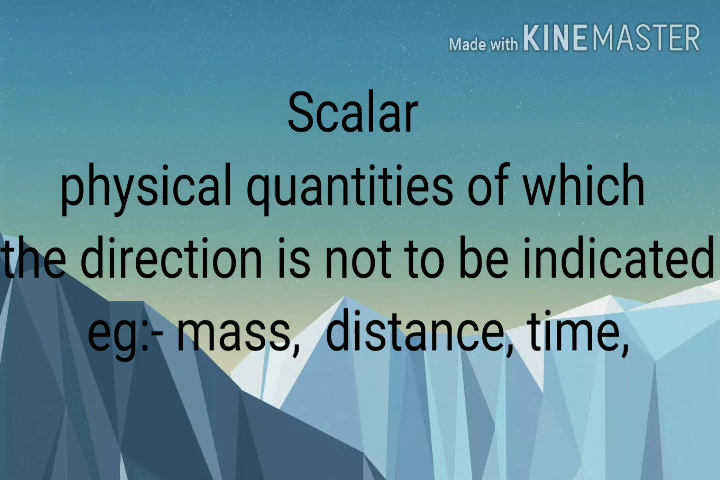 Made with KINEMASTER
Scalar
physical quantities of which
the direction is not to be indicated
eg:- mass, distance, time,